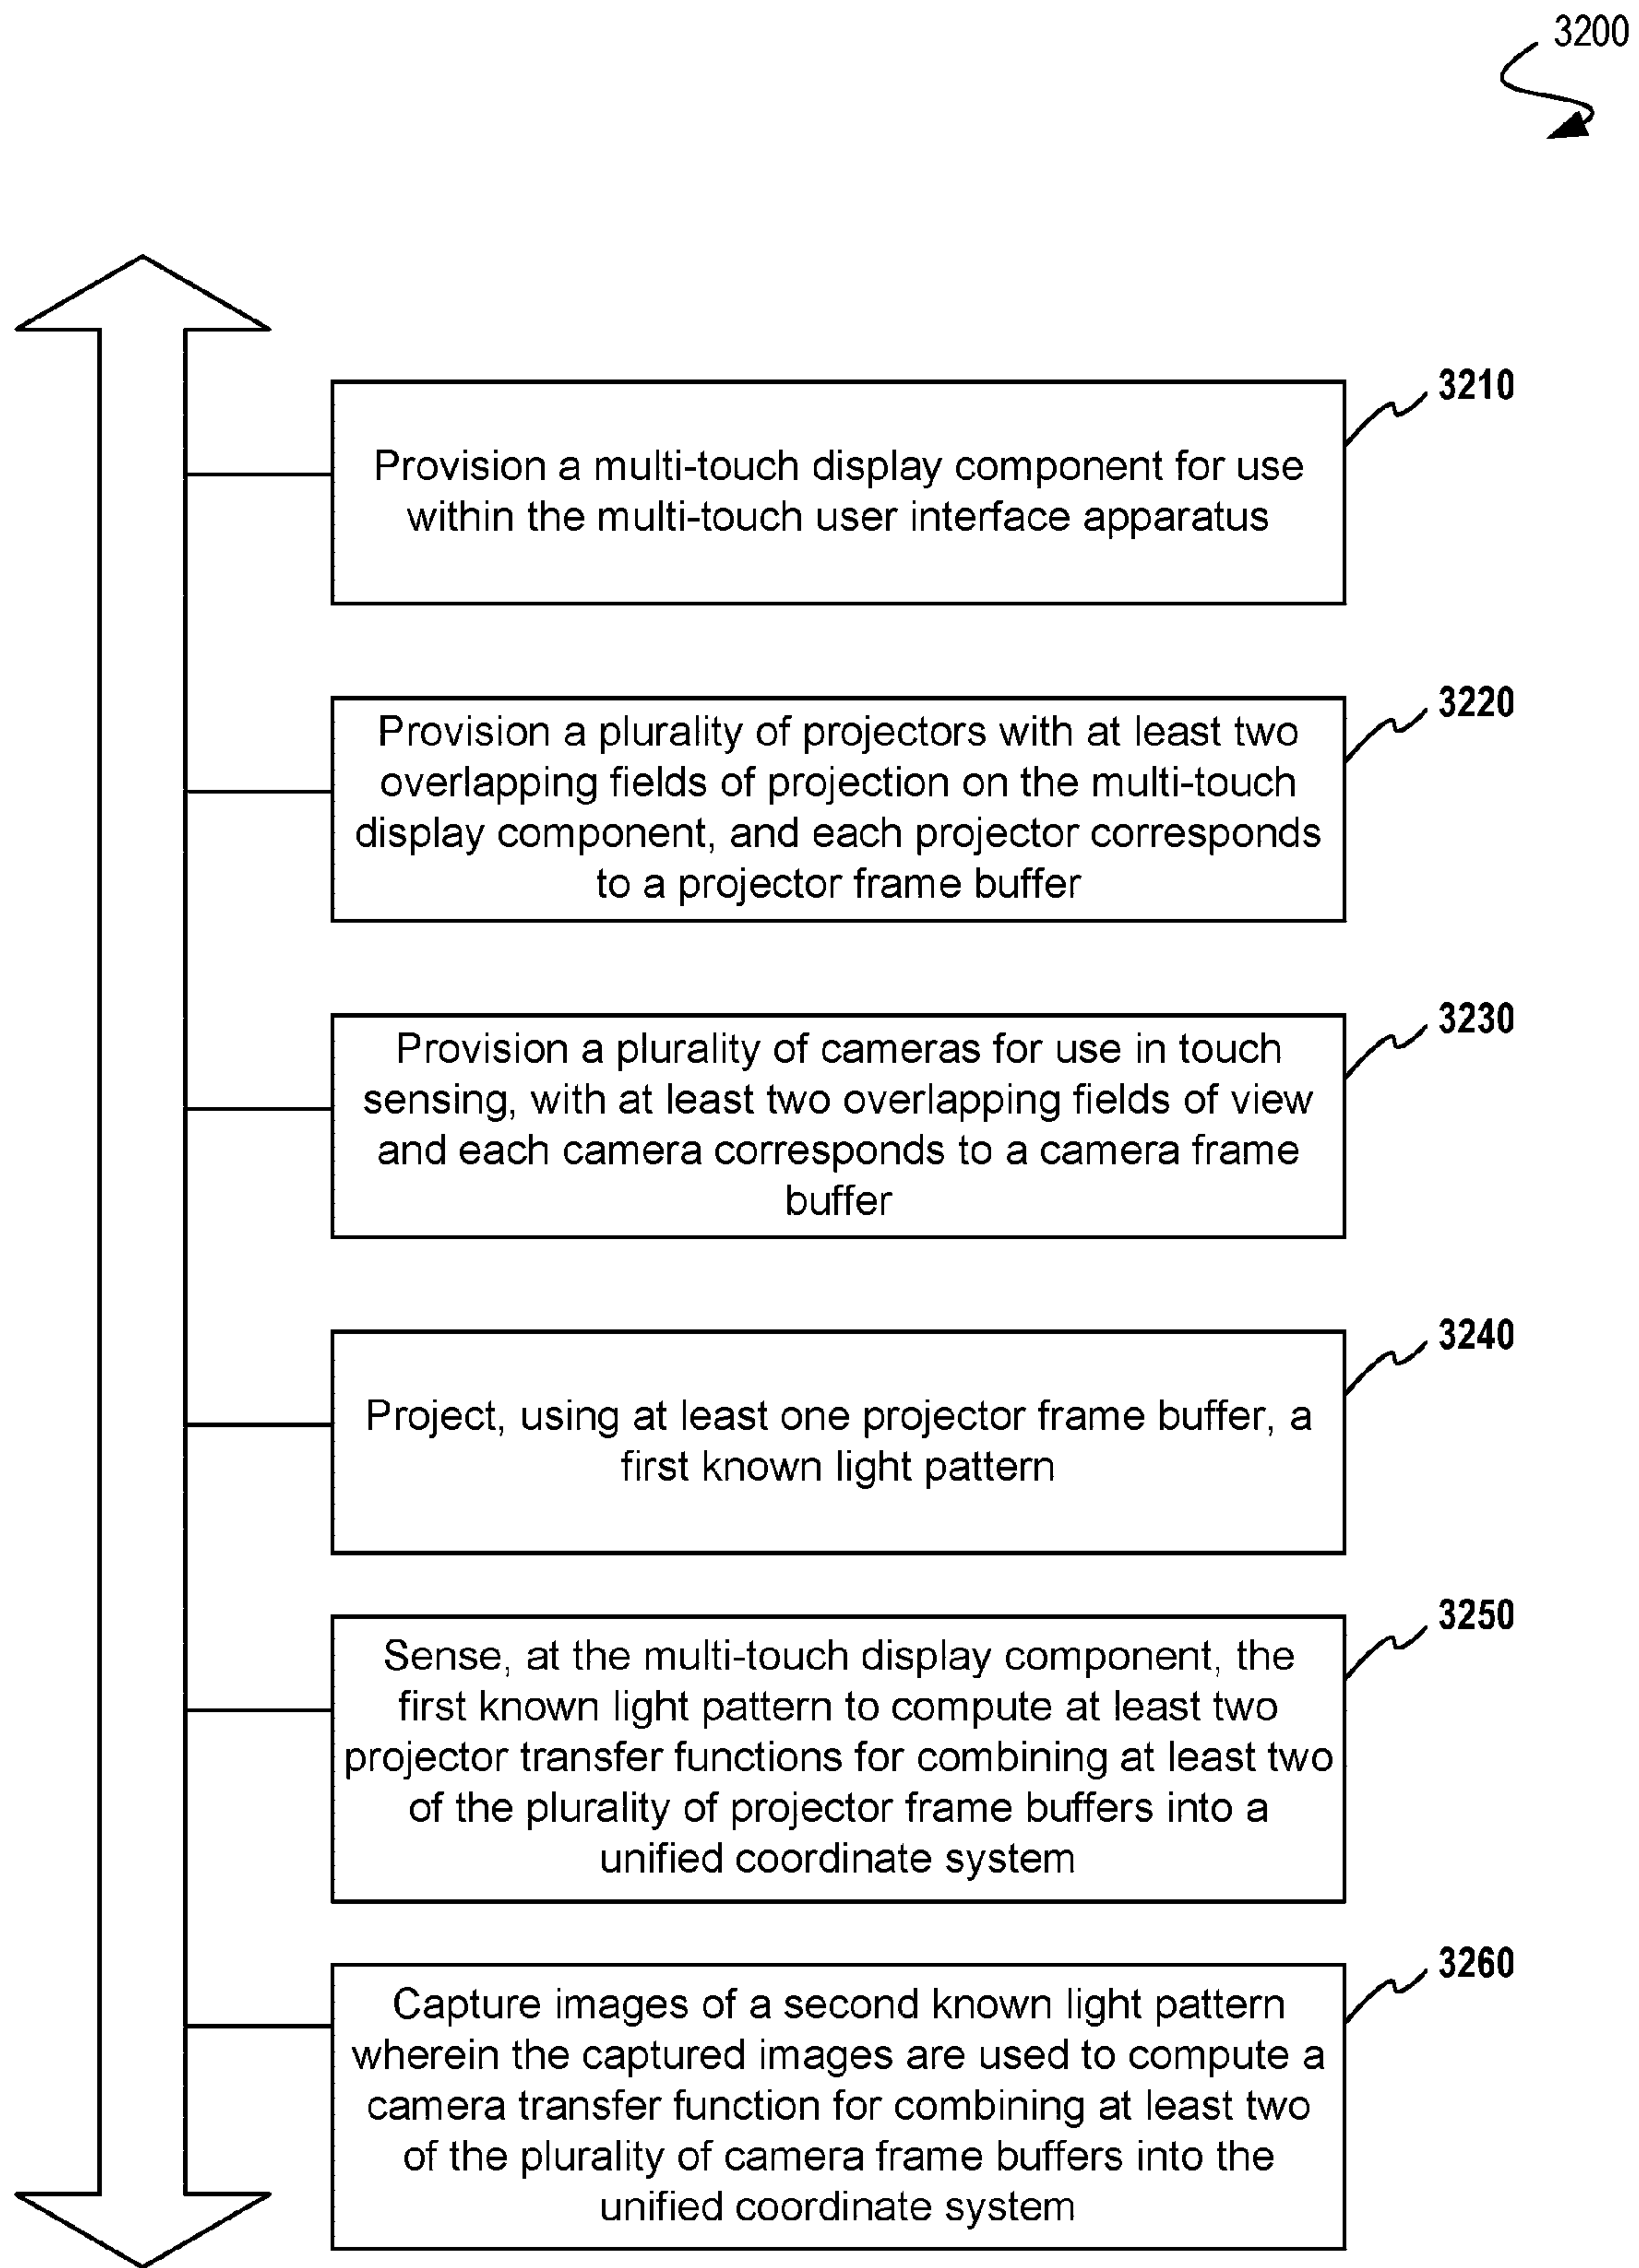 3200
3210
Provision a multi-touch display component for use
within the multi-touch user interface apparatus
3220
Provision a plurality of projectors with at least two
overlapping fields of projection on the multi-touch
display component, and each projector corresponds
to a projector frame buffer
3230
Provision a plurality of cameras for use in touch
sensing, with at least two overlapping fields of view
and each camera corresponds to a camera frame
buffer
3240
Project, using at least one projector frame buffer, a
first known light pattern
3250
Sense, at the multi-touch display component, the
first known light pattern to compute at least two
projector transfer functions for combining at least two
of the plurality of projector frame buffers into a
unified coordinate system
3260
Capture images of a second known light pattern
wherein the captured images are used to compute a
camera transfer function for combining at least two
of the plurality of camera frame buffers into the
unified coordinate system